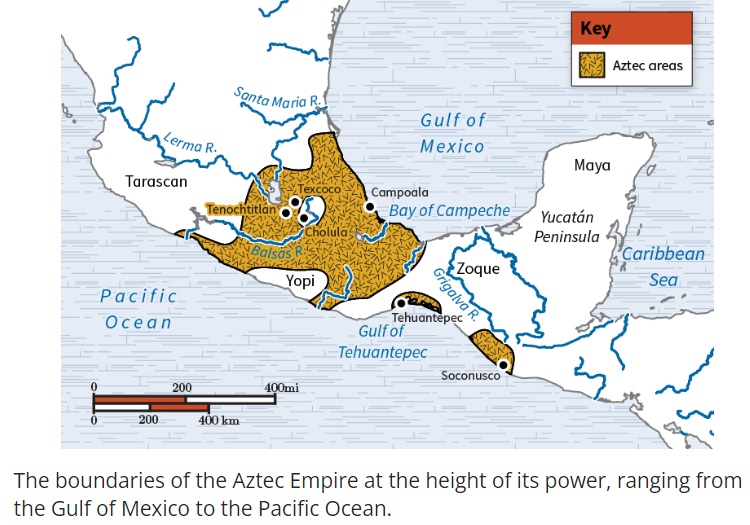 Key
Aztec areas
Santa Maria R.
Gulf of
Mexico
Lerma R.
Maya
Tarascan
Texcoco
Campoala
Tenochtitlan
Bay of Campeche
Yucatán
Peninsula
Cholula
Balsas R.
Caribbean
Sea
Zoque
Yopi
Grigalva R.
Pacific
Ocean
Tehuantepec
Gulf of
Tehuantepec
Soconusco
0 200 400mi
0 200 400 km
The boundaries of the Aztec Empire at the height of its power, ranging from
the Gulf of Mexico to the Pacific Ocean.